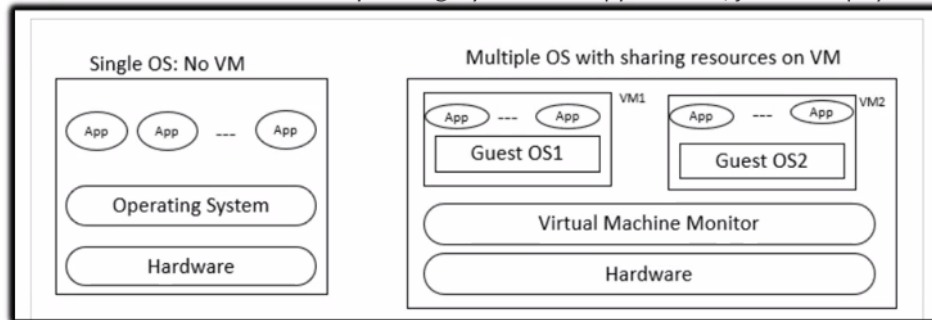 Single OS: No VM
App App --- App
Operating System
Hardware
Multiple OS with sharing resources on VM
VM1
App --- App
Guest OS1
VM2
App --- App
Guest OS2
Virtual Machine Monitor
Hardware